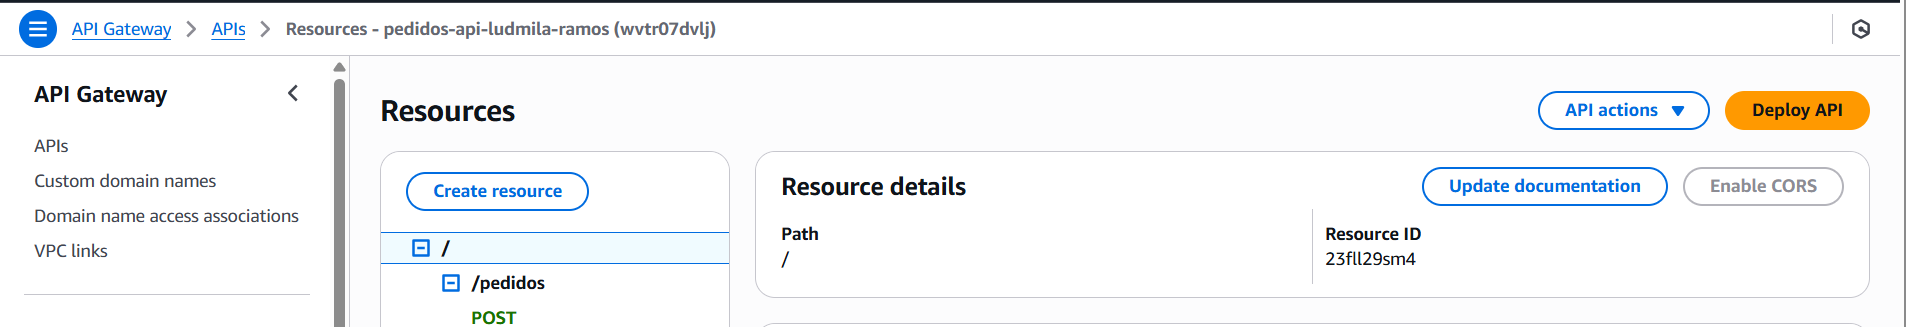 API Gateway > APIs > Resources - pedidos-api-ludmila-ramos (wvtr07dvlj)
API Gateway
APIs
Custom domain names
Domain name access associations
VPC links
Resources
API actions
Deploy API
Create resource
/
/pedidos
POST
Resource details
Update documentation
Enable CORS
Path
/
Resource ID
23fll29sm4